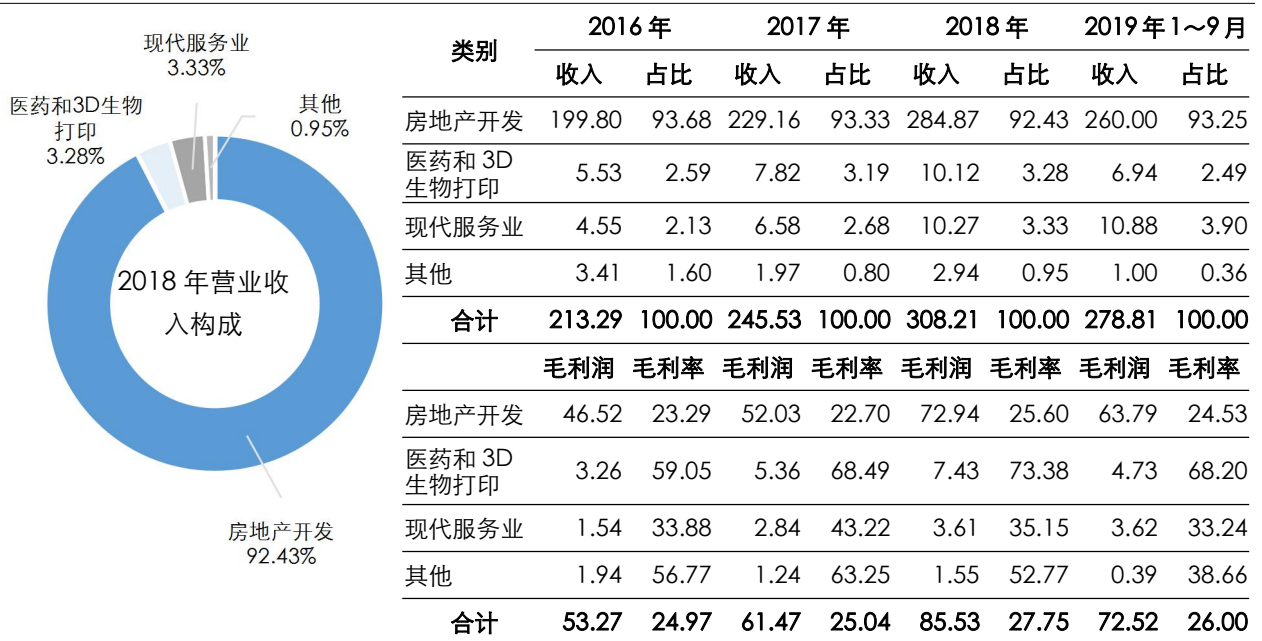 现代服务业
3.33%
医药和3D生物
打印
3.28%
其他
0.95%
2018 年营业收
入构成
房地产开发
92.43%
类别 2016 年 2017 年 2018 年 2019 年 1～9 月
收入 占比 收入 占比 收入 占比 收入 占比
房地产开发 199.80 93.68 229.16 93.33 284.87 92.43 260.00 93.25
医药和 3D
生物打印 5.53 2.59 7.82 3.19 10.12 3.28 6.94 2.49
现代服务业 4.55 2.13 6.58 2.68 10.27 3.33 10.88 3.90
其他 3.41 1.60 1.97 0.80 2.94 0.95 1.00 0.36
合计 213.29 100.00 245.53 100.00 308.21 100.00 278.81 100.00
毛利润 毛利率 毛利润 毛利率 毛利润 毛利率 毛利润 毛利率
房地产开发 46.52 23.29 52.03 22.70 72.94 25.60 63.79 24.53
医药和 3D
生物打印 3.26 59.05 5.36 68.49 7.43 73.38 4.73 68.20
现代服务业 1.54 33.88 2.84 43.22 3.61 35.15 3.62 33.24
其他 1.94 56.77 1.24 63.25 1.55 52.77 0.39 38.66
合计 53.27 24.97 61.47 25.04 85.53 27.75 72.52 26.00